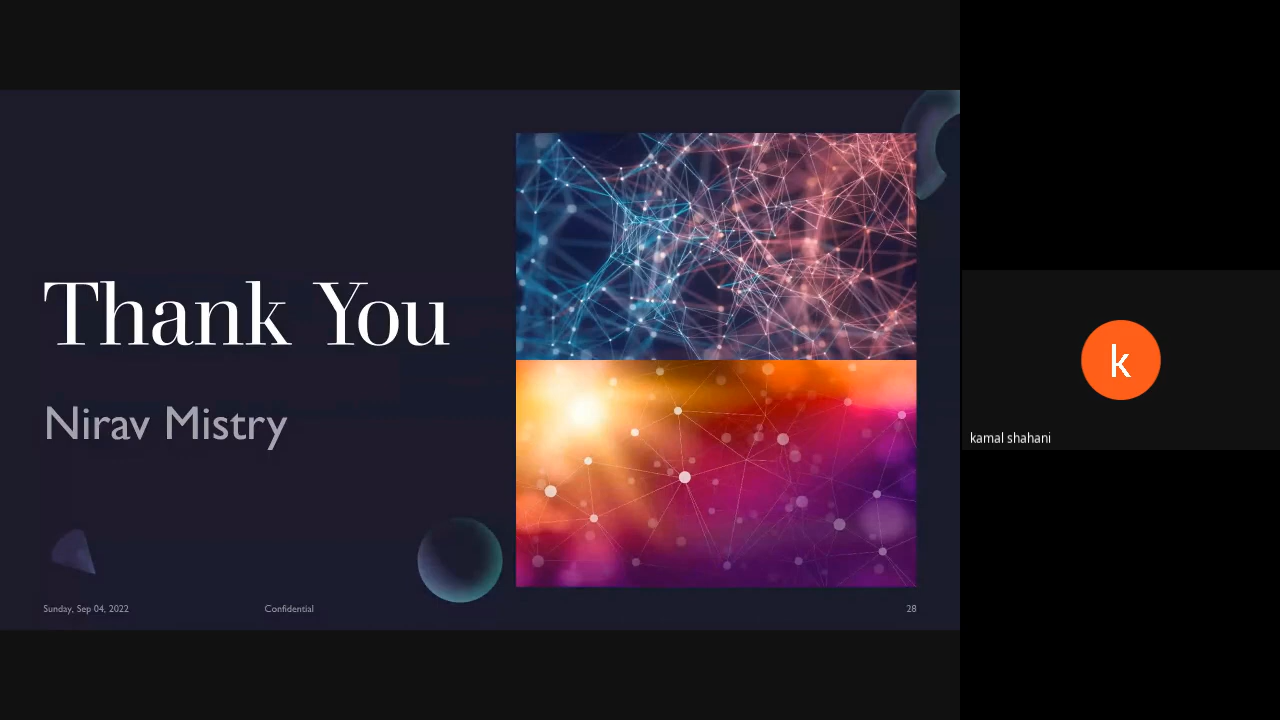 Thank You
Nirav Mistry
Sunday, Sep 04, 2022
Confidential
28
k
kamal shahani